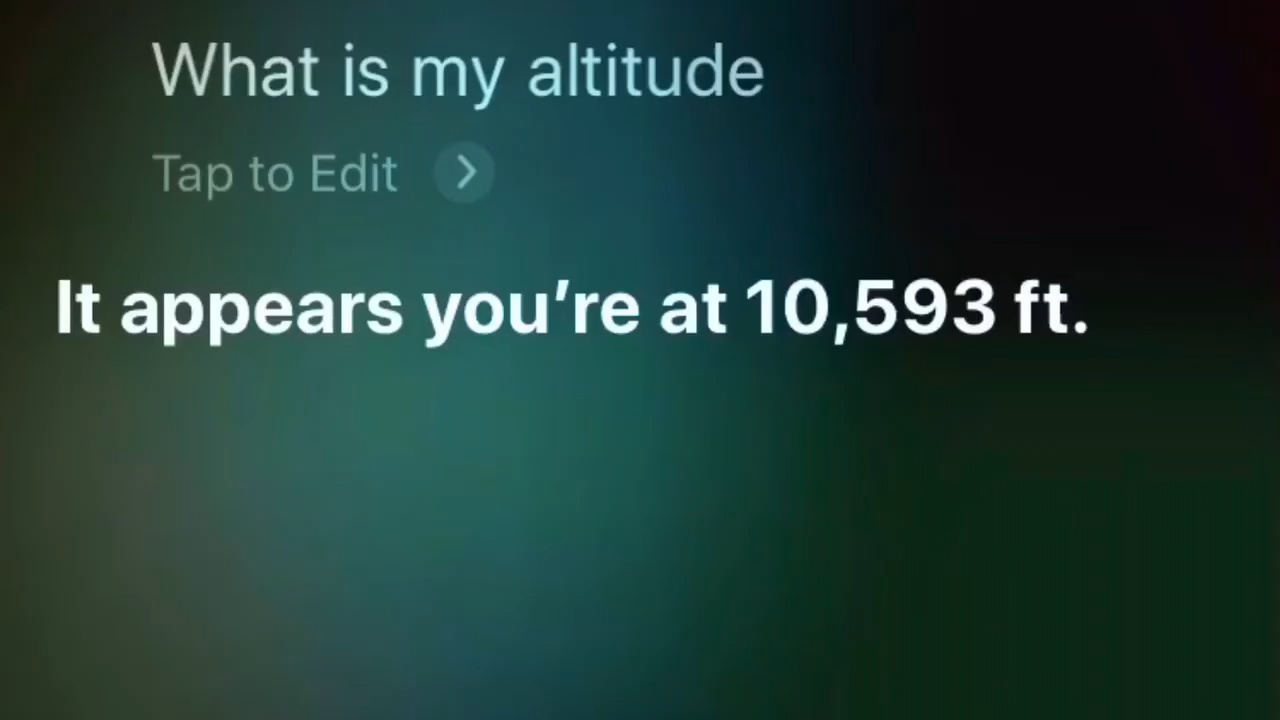 What is my altitude
Tap to Edit
It appears you’re at 10,593 ft.